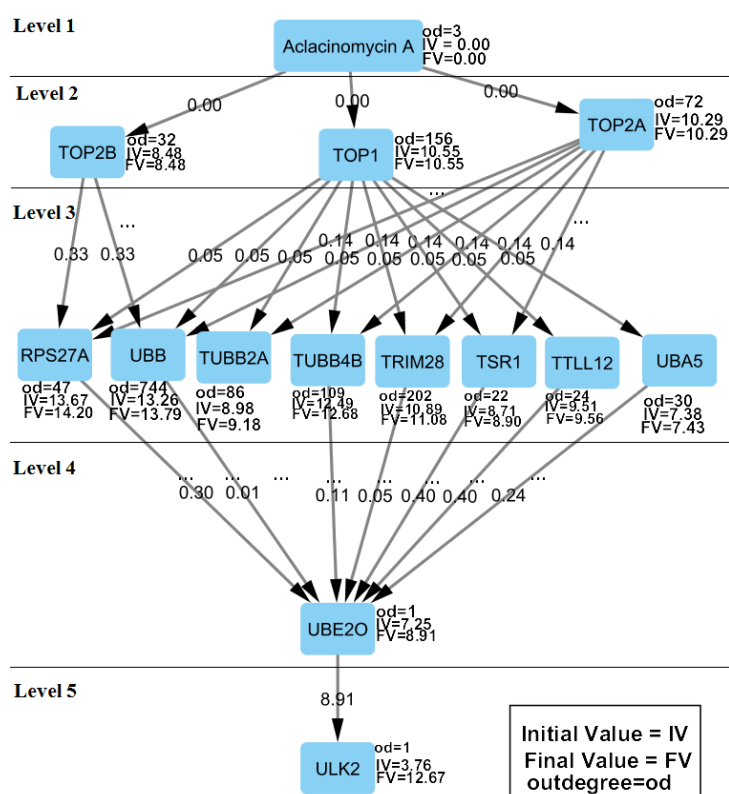 Level 1
Aclacinomycin A
od=3
IV = 0.00
FV=0.00
Level 2
0.00
0.00
0.00
TOP2B
od=32
IV=8.48
FV=8.48
TOP1
od=156
IV=10.55
FV=10.55
TOP2A
od=72
IV=10.29
FV=10.29
Level 3
...
...
...
0.33 0.33 0.05 0.05 0.05 0.05 0.05 0.05 0.05 0.05
0.14 0.14 0.14 0.14 0.14 0.14
RPS27A
od=47
IV=13.67
FV=14.20
UBB
od=744
IV=13.26
FV=13.79
TUBB2A
od=86
IV=8.98
FV=9.18
TUBB4B
od=109
IV=12.49
FV=12.68
TRIM28
od=202
IV=10.89
FV=11.08
TSR1
od=22
IV=8.71
FV=8.90
TTLL12
od=24
IV=9.51
FV=9.56
UBA5
od=30
IV=7.38
FV=7.43
Level 4
... ... ... ... ... ... ... ...
0.30 0.01 0.11 0.05 0.40 0.40 0.24
UBE2O
od=1
IV=7.25
FV=8.91
Level 5
8.91
ULK2
od=1
IV=3.76
FV=12.67
Initial Value = IV
Final Value = FV
outdegree=od